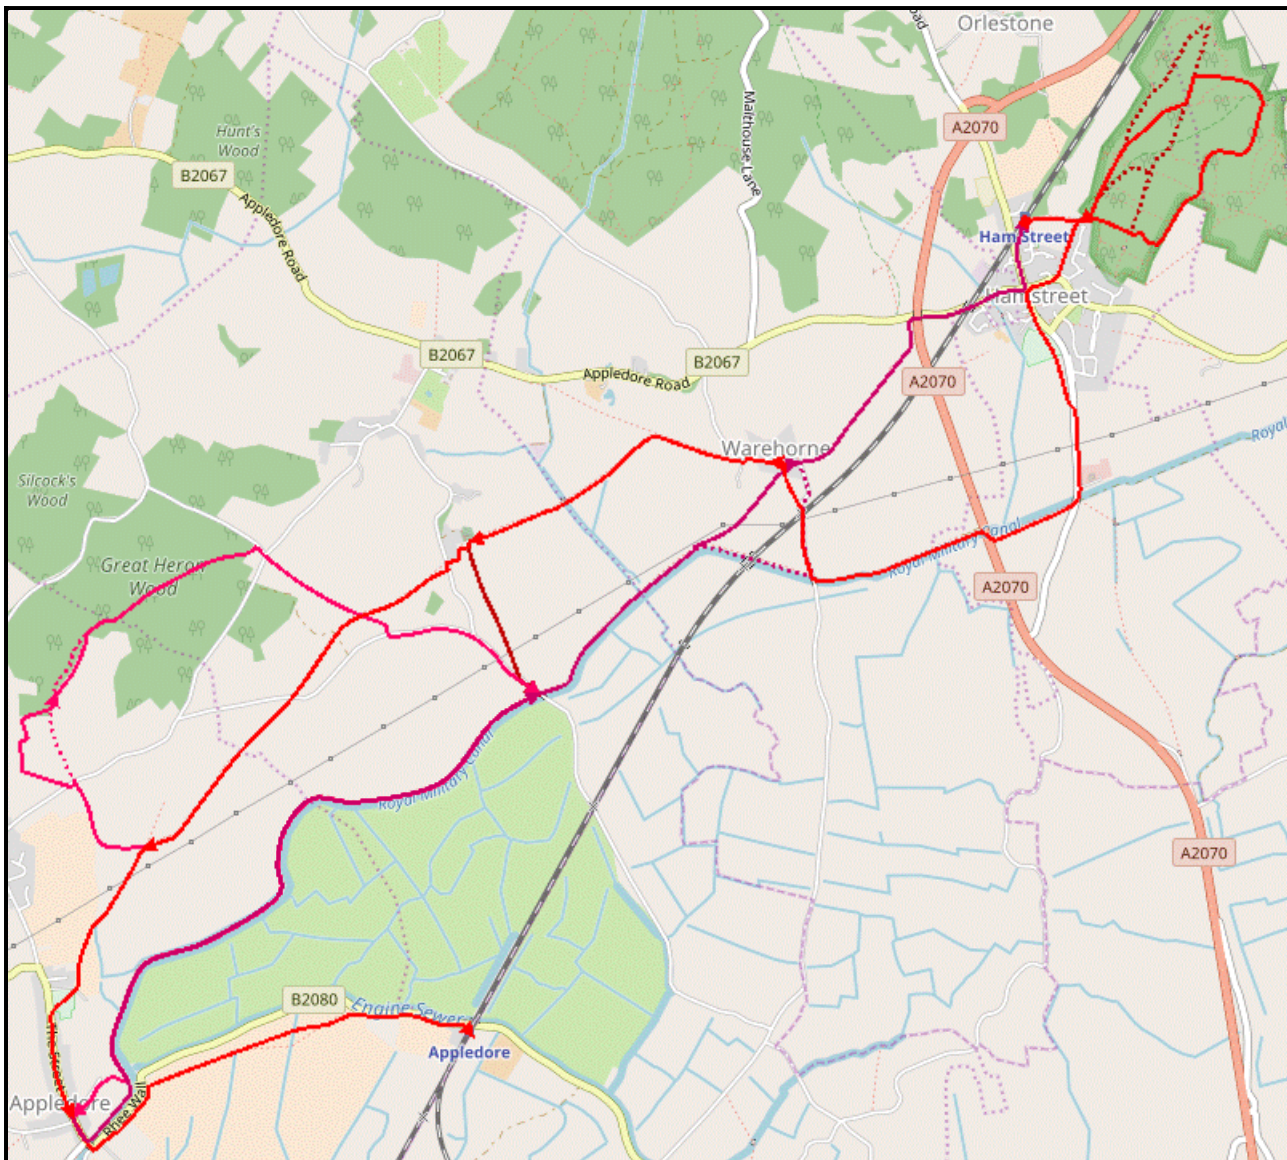 Orlestone
oad
A2070
Malthouse Lane
Hunt's
Wood
B2067
Appledore Road
Ham Street
Hamstreet
B2067
B2067
Appledore Road
A2070
Royal
Warehorne
Silcock's
Wood
Royal Military Canal
Great Heron
Wood
A2070
Royal Military Canal
A2070
B2080
Engine Sewer
The Street
Appledore
Appledore
Rhee Wall